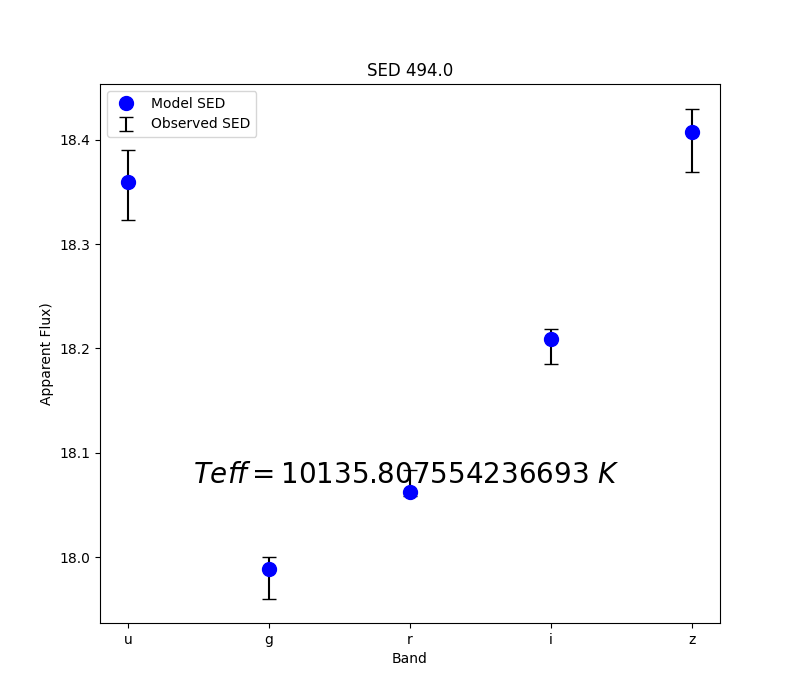 SED 494.0
Model SED
Observed SED
18.4
18.3
18.2
18.1
18.0
Apparent Flux)
Teff = 10135.807554236693 K
u g r i z
Band